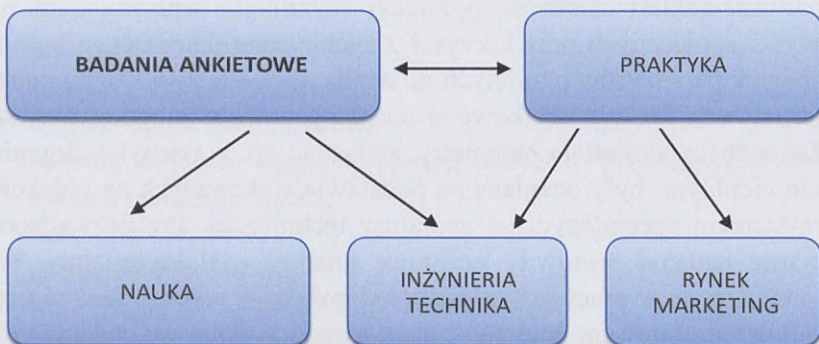 BADANIA ANKIETOWE
PRAKTYKA
NAUKA
INŻYNIERIA
TECHNIKA
RYNEK
MARKETING